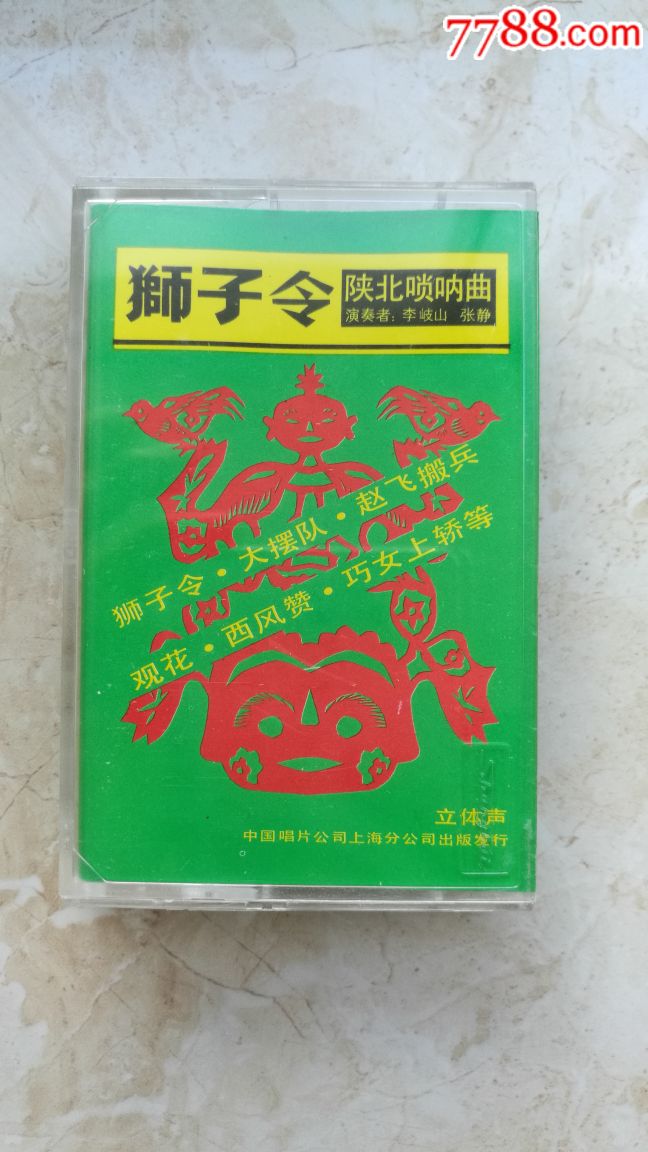 7788.com
獅子令
陕北唢呐曲
演奏者：李岐山 张静
狮子令·大摆队·赵飞搬兵
观花·西风赞·巧女上轿等
立体声
中国唱片公司上海分公司出版发行